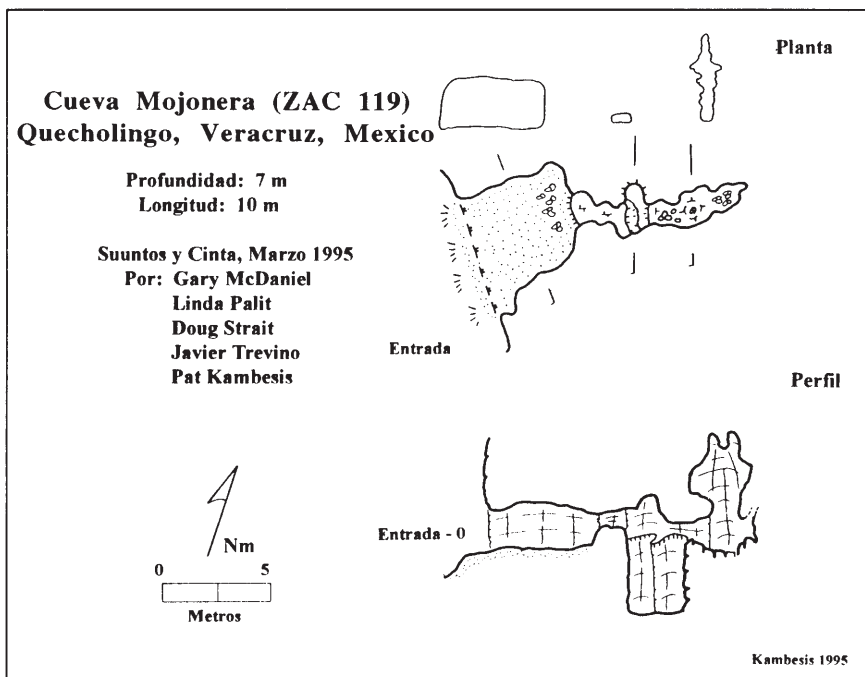 Planta
Cueva Mojonera (ZAC 119)
Quecholingo, Veracruz, Mexico
Profundidad: 7 m
Longitud: 10 m
Suuntos y Cinta, Marzo 1995
Por: Gary McDaniel
Linda Palit
Doug Strait
Javier Trevino
Pat Kambesis
Entrada
Perfil
Entrada - 0
Nm
0 5
Metros
Kambesis 1995